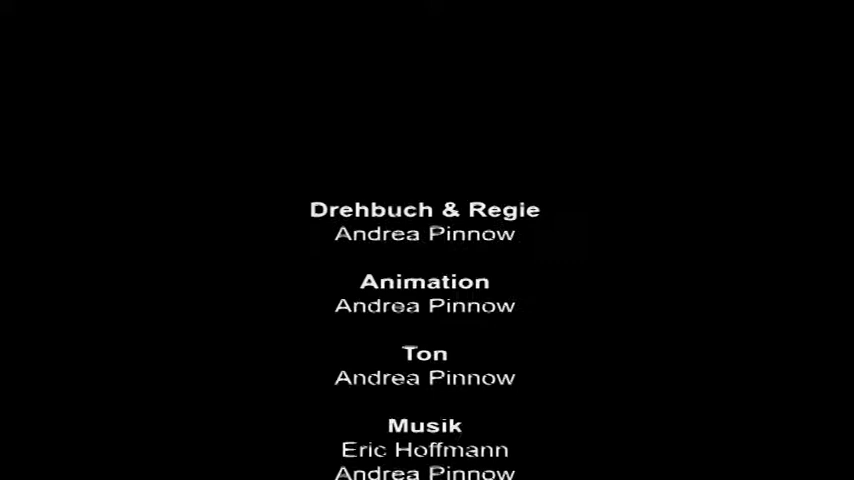 Drehbuch & Regie
Andrea Pinnow
Animation
Andrea Pinnow
Ton
Andrea Pinnow
Musik
Eric Hoffmann
Andrea Pinnow